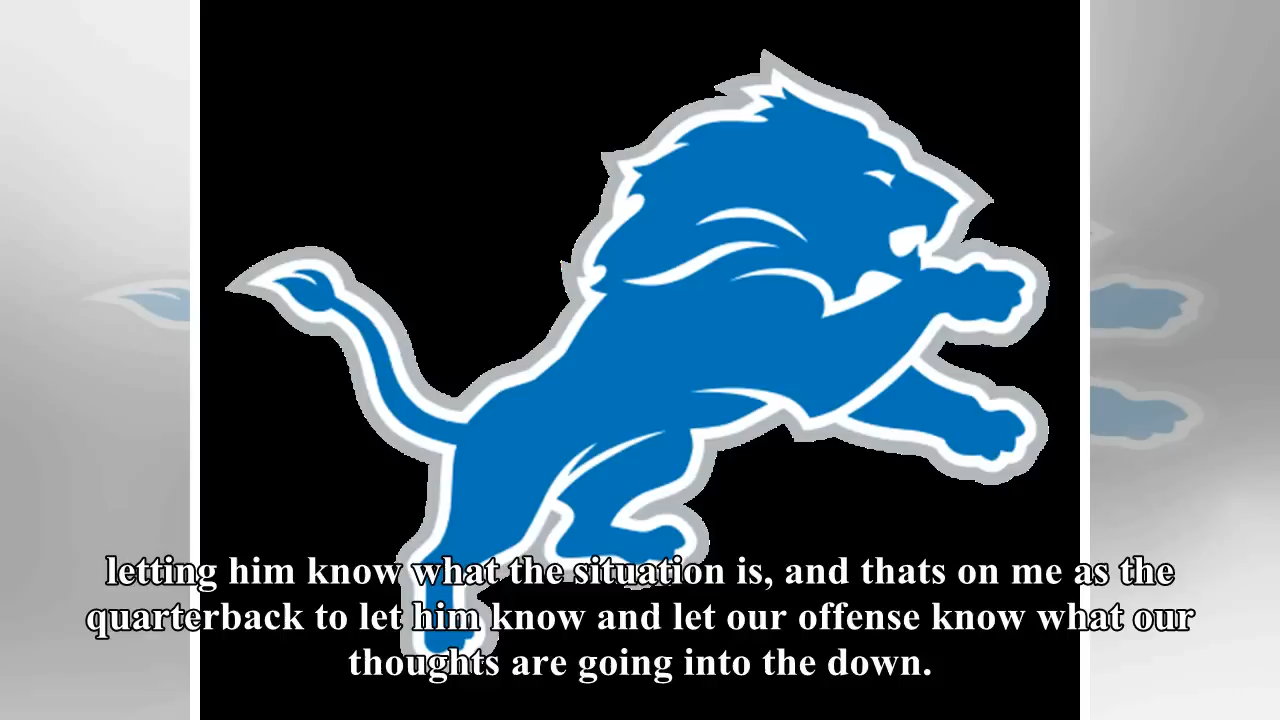 letting him know what the situation is, and thats on me as the
quarterback to let him know and let our offense know what our
thoughts are going into the down.